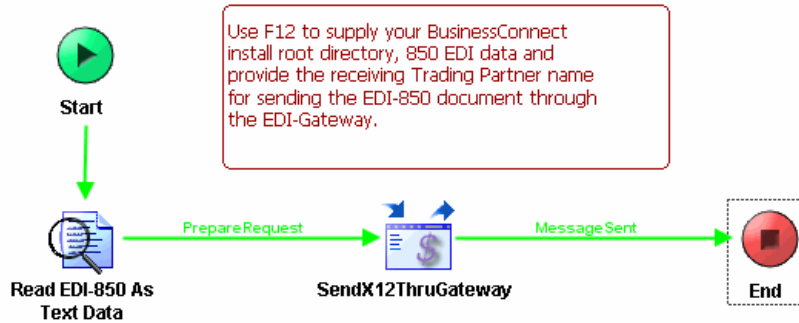 Use F12 to supply your BusinessConnect
install root directory, 850 EDI data and
provide the receiving Trading Partner name
for sending the EDI-850 document through
the EDI-Gateway.
Start
PrepareRequest
MessageSent
Read EDI-850 As
Text Data
SendX12ThruGateway
End